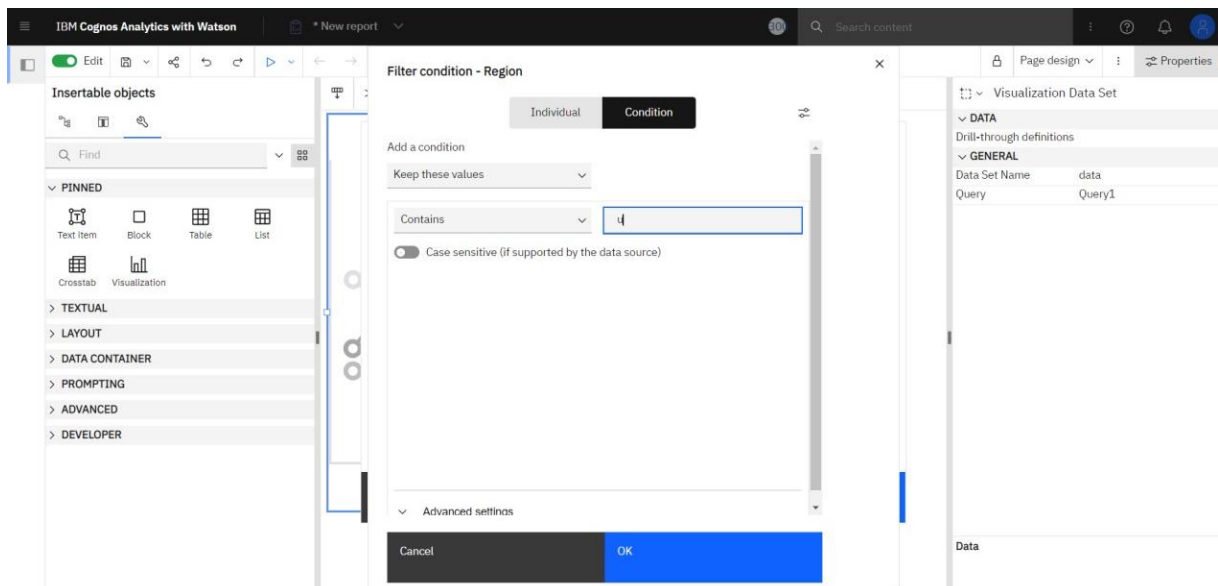 IBM Cognos Analytics with Watson
* New report
30
Search content
Edit
Page design
Properties
Insertable objects
Find
PINNED
Text item
Block
Table
List
Crosstab
Visualization
TEXTUAL
LAYOUT
DATA CONTAINER
PROMPTING
ADVANCED
DEVELOPER
Filter condition - Region
Individual
Condition
Add a condition
Keep these values
Contains
u
Case sensitive (if supported by the data source)
Advanced settings
Cancel
OK
Visualization Data Set
DATA
Drill-through definitions
GENERAL
Data Set Name data
Query Query1
Data